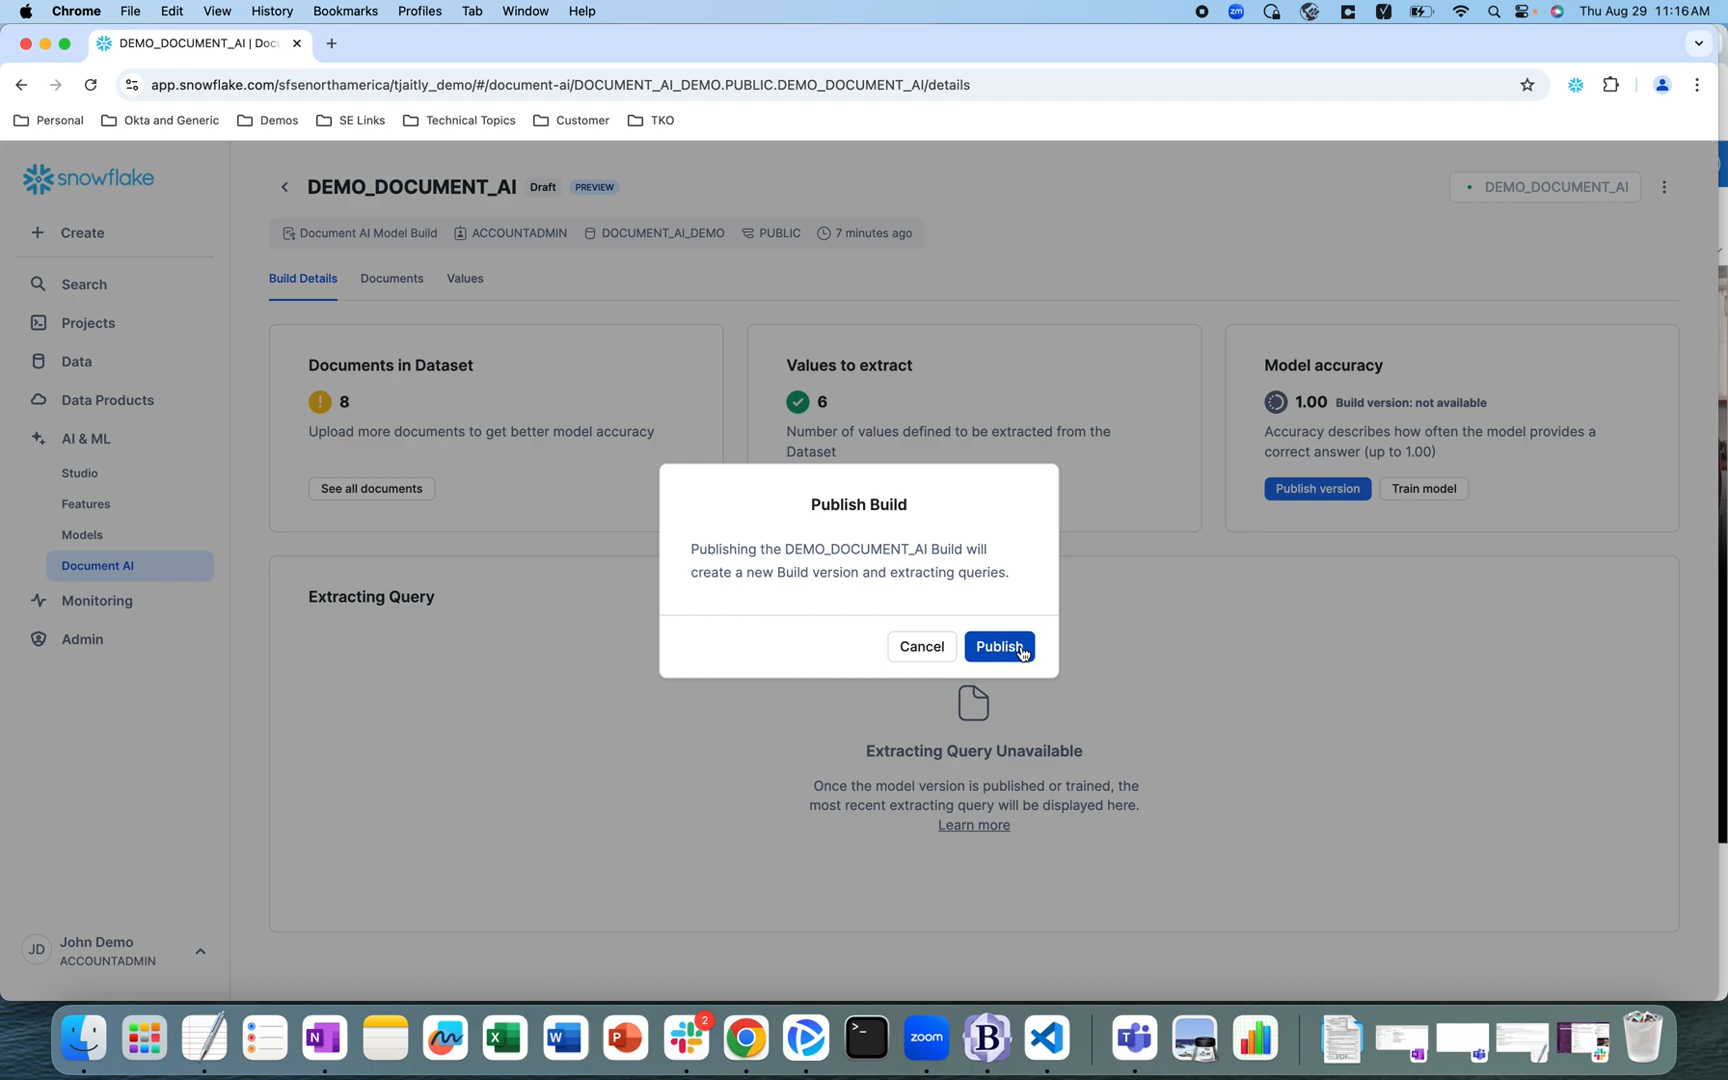 Chrome File Edit View History Bookmarks Profiles Tab Window Help
zm
Thu Aug 29 11:16 AM
DEMO_DOCUMENT_AI | Doc
app.snowflake.com/sfsenorthamerica/tjaitly_demo/#/document-ai/DOCUMENT_AI_DEMO.PUBLIC.DEMO_DOCUMENT_AI/details
Personal Okta and Generic Demos SE Links Technical Topics Customer TKO
snowflake
Create
Search
Projects
Data
Data Products
AI & ML
Studio
Features
Models
Document AI
Monitoring
Admin
JD
John Demo
ACCOUNTADMIN
DEMO_DOCUMENT_AI Draft PREVIEW
DEMO_DOCUMENT_AI
Document AI Model Build ACCOUNTADMIN DOCUMENT_AI_DEMO PUBLIC 7 minutes ago
Build Details Documents Values
Documents in Dataset
8
Upload more documents to get better model accuracy
See all documents
Values to extract
6
Number of values defined to be extracted from the
Dataset
Model accuracy
1.00 Build version: not available
Accuracy describes how often the model provides a
correct answer (up to 1.00)
Publish version Train model
Publish Build
Publishing the DEMO_DOCUMENT_AI Build will
create a new Build version and extracting queries.
Cancel Publish
Extracting Query
Extracting Query Unavailable
Once the model version is published or trained, the
most recent extracting query will be displayed here.
Learn more
2
N X W P zoom B
PDF